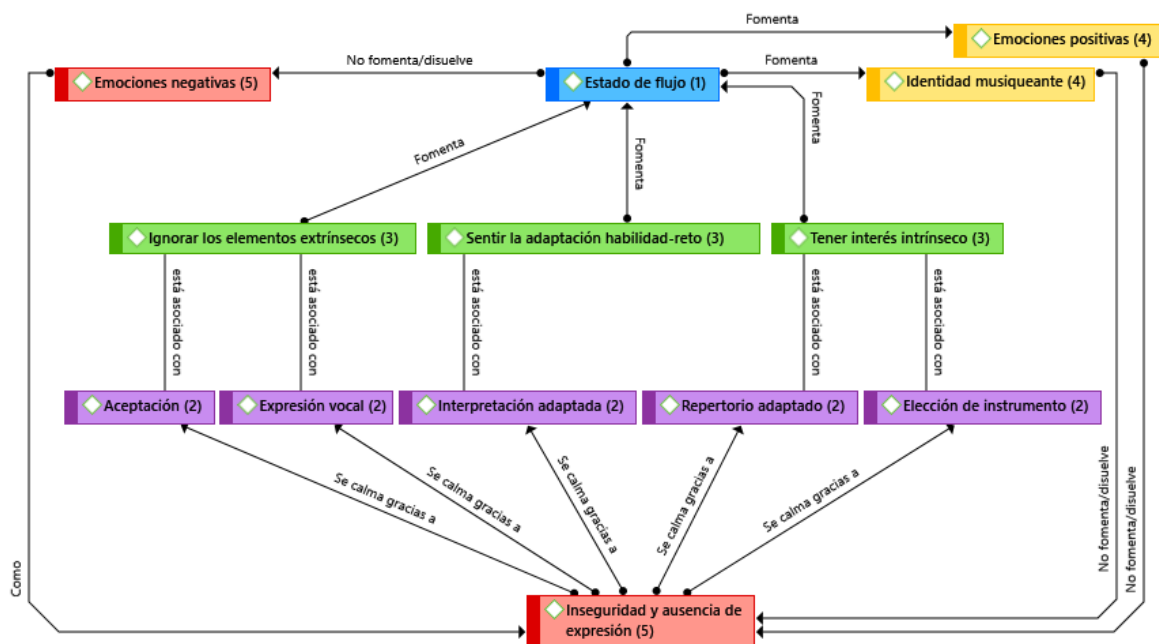 Fomenta
Emociones positivas (4)
No fomenta/disuelve
Fomenta
Emociones negativas (5)
Estado de flujo (1)
Identidad musiqueante (4)
Fomenta
Fomenta
Fomenta
Ignorar los elementos extrínsecos (3)
Sentir la adaptación habilidad-reto (3)
Tener interés intrínseco (3)
está asociado con
está asociado con
está asociado con
está asociado con
está asociado con
Aceptación (2)
Expresión vocal (2)
Interpretación adaptada (2)
Repertorio adaptado (2)
Elección de instrumento (2)
Se calma gracias a
Se calma gracias a
Se calma gracias a
Se calma gracias a
Se calma gracias a
No fomenta/disuelve
No fomenta/disuelve
Como
Inseguridad y ausencia de
expresión (5)